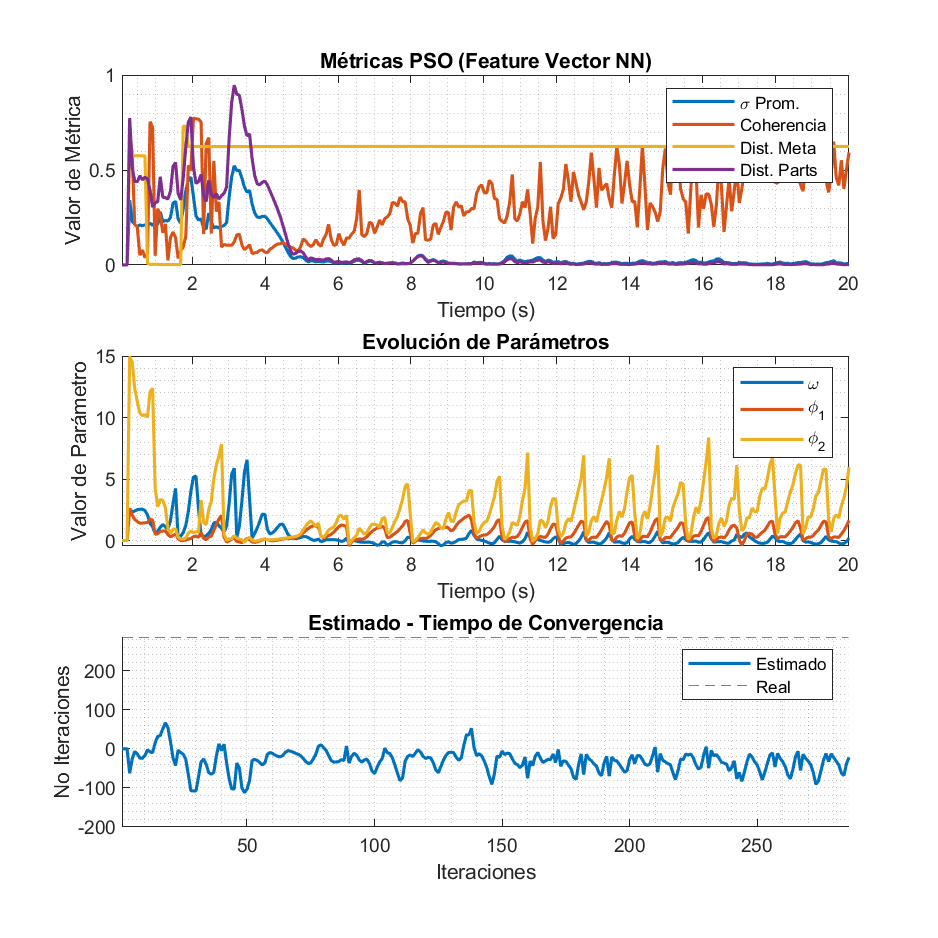 Métricas PSO (Feature Vector NN)
Valor de Métrica
1
0.5
0
σ Prom.
Coherencia
Dist. Meta
Dist. Parts
2 4 6 8 10 12 14 16 18 20
Tiempo (s)
Evolución de Parámetros
Valor de Parámetro
15
10
5
0
ω
ϕ1
ϕ2
2 4 6 8 10 12 14 16 18 20
Tiempo (s)
Estimado - Tiempo de Convergencia
No Iteraciones
200
100
0
-100
-200
Estimado
Real
50 100 150 200 250
Iteraciones